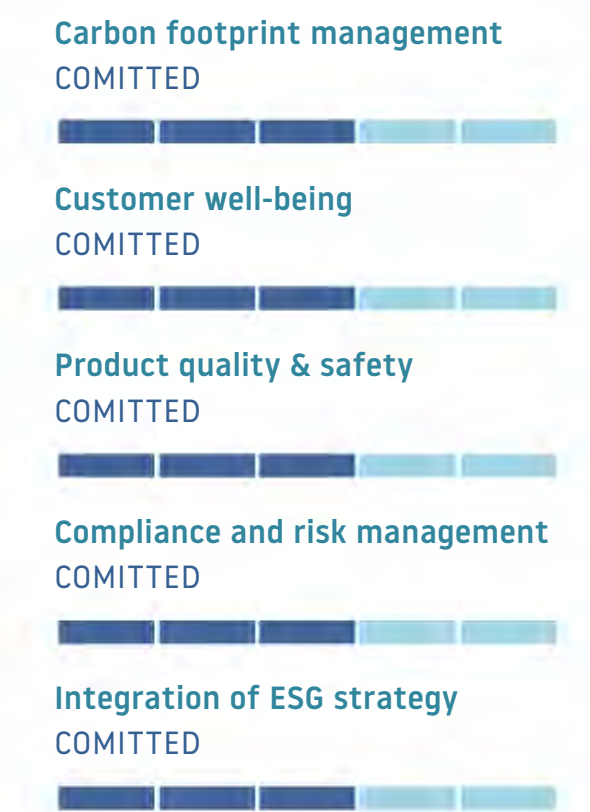 Carbon footprint management
COMITTED
Customer well-being
COMITTED
Product quality & safety
COMITTED
Compliance and risk management
COMITTED
Integration of ESG strategy
COMITTED